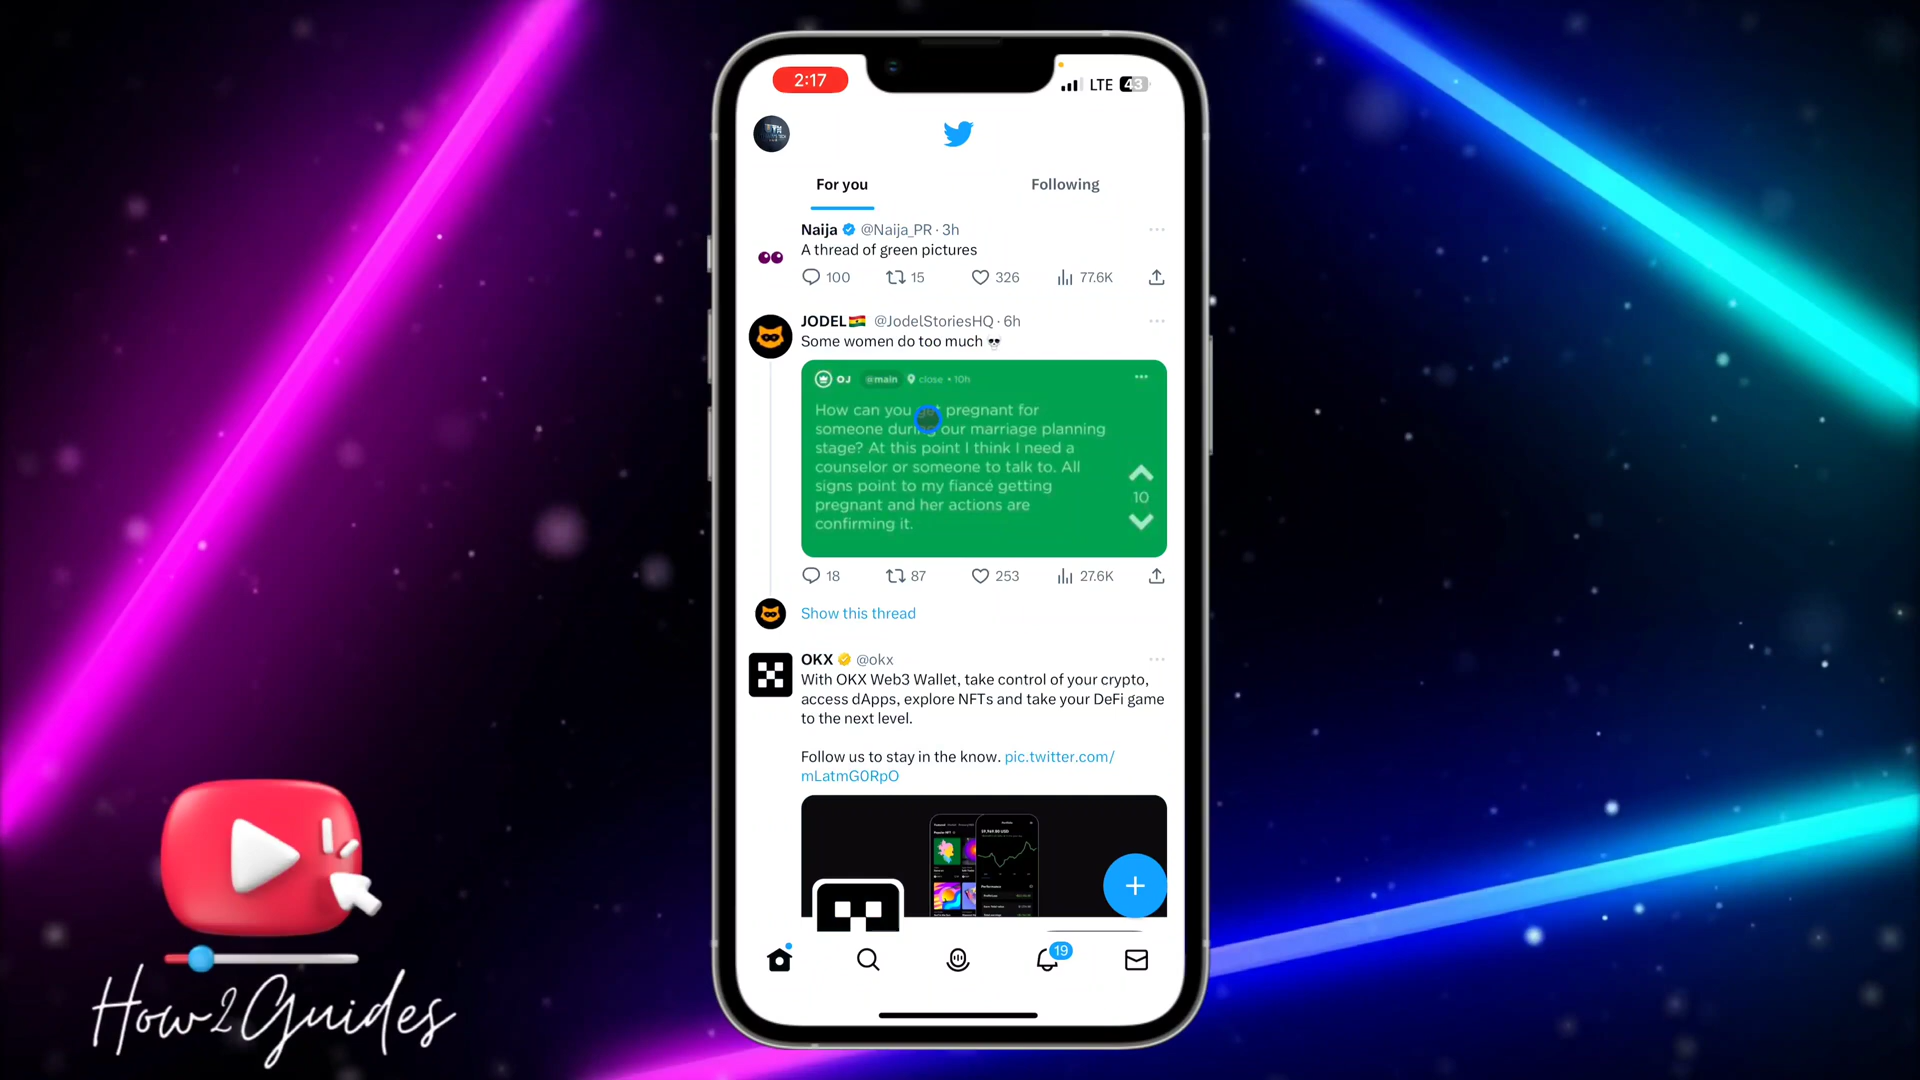 2:17
LTE 43
For you
Following
Naija @Naija_PR · 3h
A thread of green pictures
100 15 326 77.6K
JODEL🇬🇭 @JodelStoriesHQ · 6h
Some women do too much 💀
OJ @main close • 10h
How can you get pregnant for
someone during our marriage planning
stage? At this point I think I need a
counselor or someone to talk to. All
signs point to my fiancé getting
pregnant and her actions are
confirming it.
10
18 87 253 27.6K
Show this thread
OKX @okx
With OKX Web3 Wallet, take control of your crypto,
access dApps, explore NFTs and take your DeFi game
to the next level.
Follow us to stay in the know. pic.twitter.com/
mLatmG0RpO
19
How2Guides